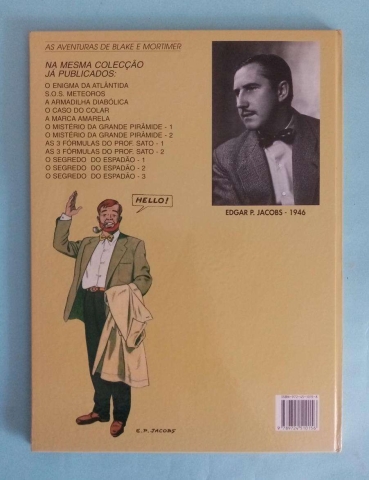 AS AVENTURAS DE BLAKE E MORTIMER
NA MESMA COLECÇÃO
JÁ PUBLICADOS:
O ENIGMA DA ATLÂNTIDA
S.O.S. METEOROS
A ARMADILHA DIABÓLICA
O CASO DO COLAR
A MARCA AMARELA
O MISTÉRIO DA GRANDE PIRÂMIDE - 1
O MISTÉRIO DA GRANDE PIRÂMIDE - 2
AS 3 FÓRMULAS DO PROF. SATO - 1
AS 3 FÓRMULAS DO PROF. SATO - 2
O SEGREDO DO ESPADÃO - 1
O SEGREDO DO ESPADÃO - 2
O SEGREDO DO ESPADÃO - 3
EDGAR P. JACOBS - 1946
HELLO!
E.P. JACOBS